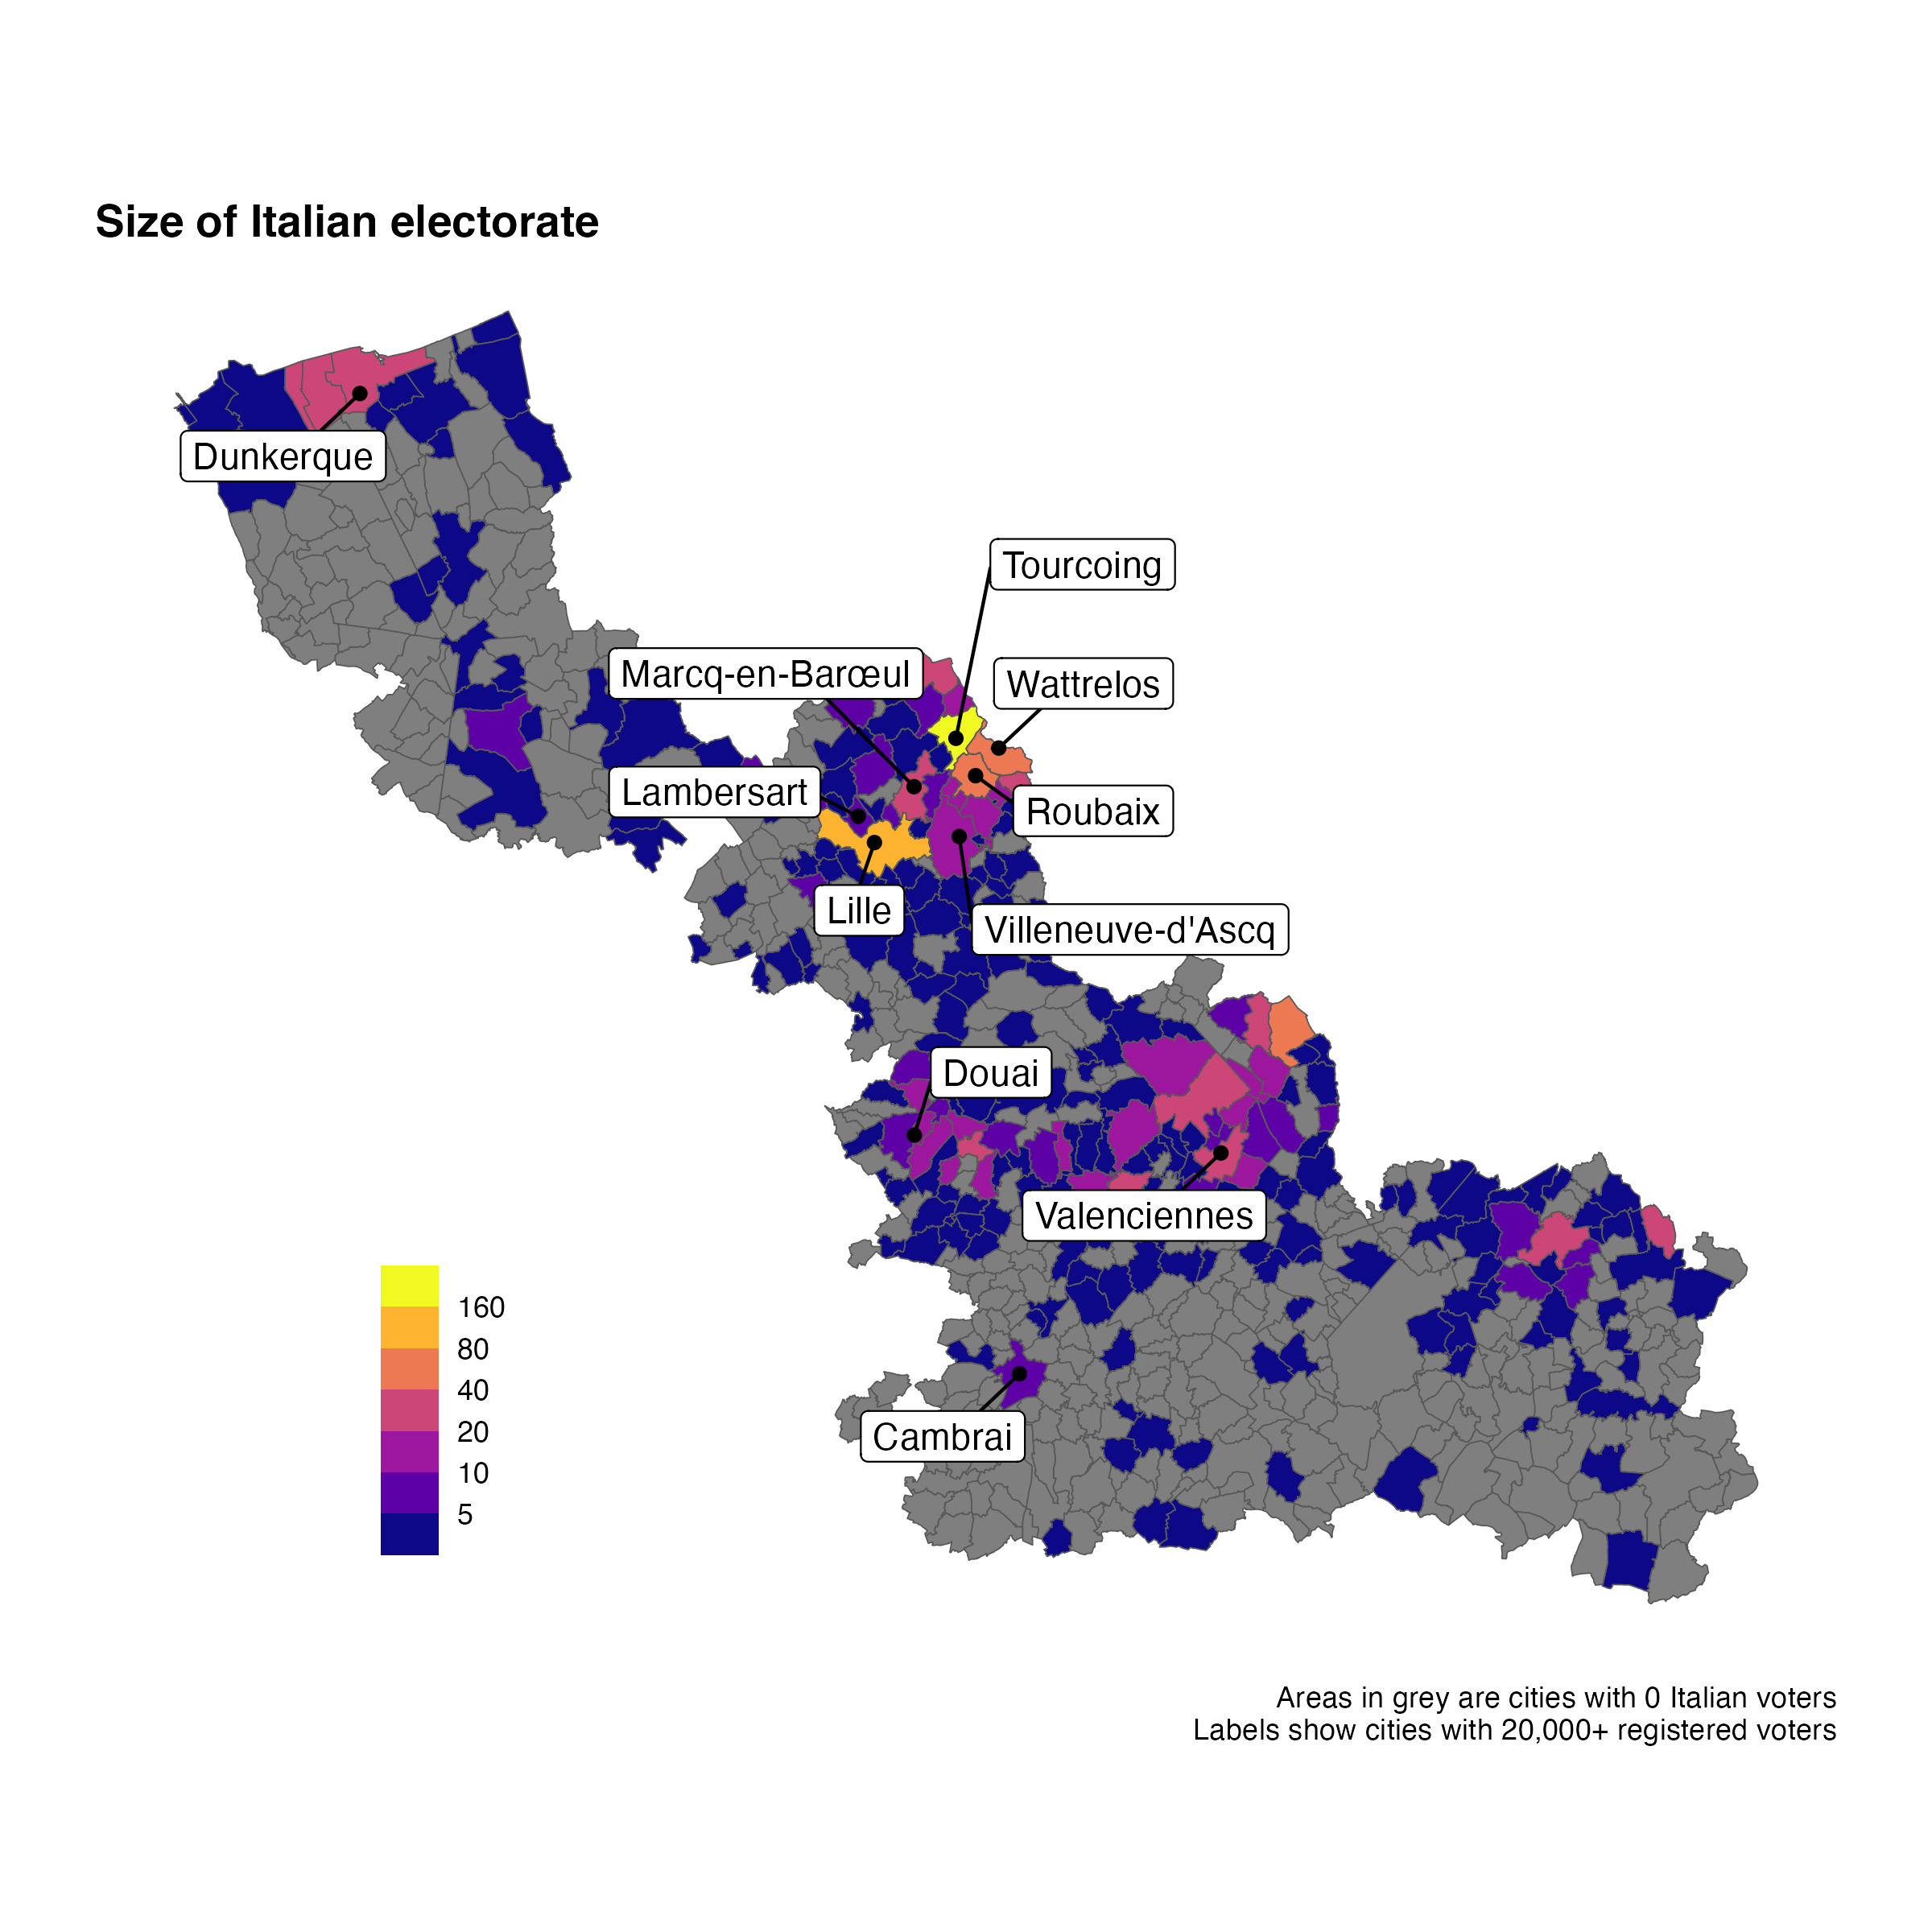 Size of Italian electorate
Dunkerque
Tourcoing
Marcq-en-Barœul
Wattrelos
Lambersart
Roubaix
Lille
Villeneuve-d'Ascq
Douai
Valenciennes
Cambrai
160
80
40
20
10
5
Areas in grey are cities with 0 Italian voters
Labels show cities with 20,000+ registered voters